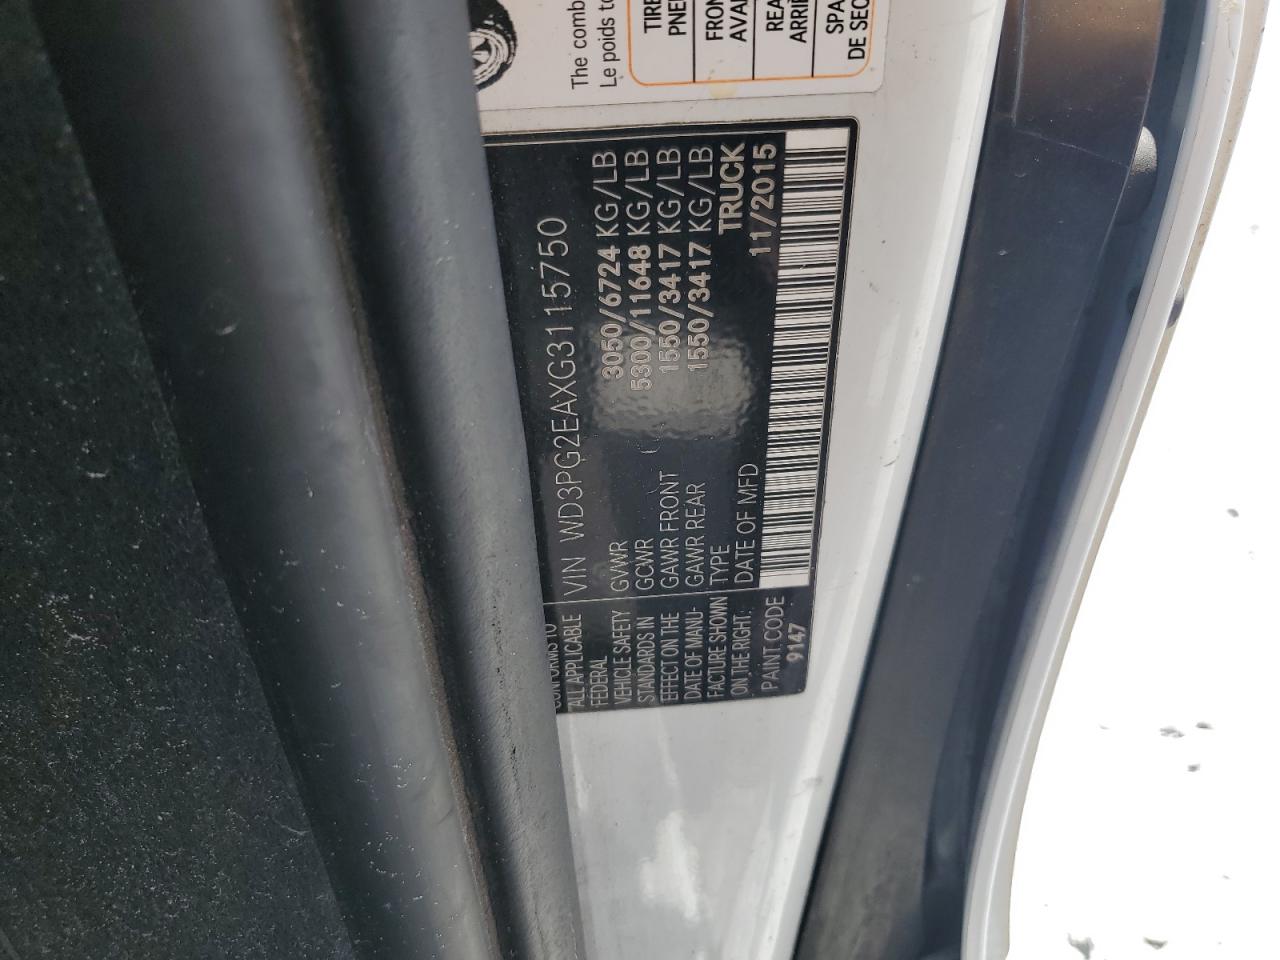 The comb
Le poids to
TIRE
PNEU
FRON
AVA
REA
ARRIÈ
SPA
DE SEC
VIN WD3PG2EAXG3115750
GVWR 3050/6724 KG/LB
GCWR 5300/11648 KG/LB
GAWR FRONT 1550/3417 KG/LB
GAWR REAR 1550/3417 KG/LB
TYPE TRUCK
DATE OF MFD 11/2015
CONFORMS TO
ALL APPLICABLE
FEDERAL
VEHICLE SAFETY
STANDARDS IN
EFFECT ON THE
DATE OF MANU-
FACTURE SHOWN
ON THE RIGHT:
PAINT CODE
9147